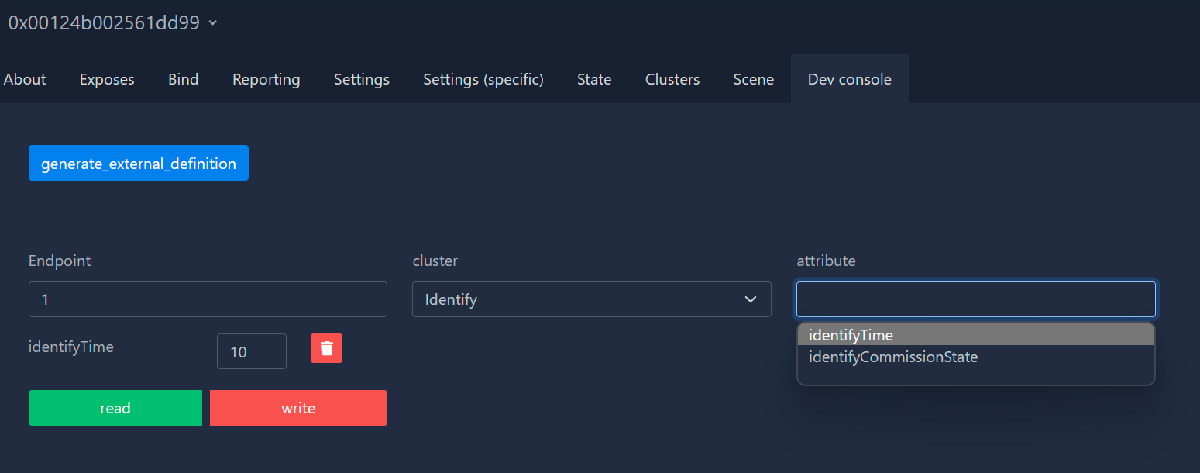 0x00124b002561dd99
About Exposes Bind Reporting Settings Settings (specific) State Clusters Scene Dev console
generate_external_definition
Endpoint cluster attribute
1 Identify
identifyTime 10
identifyTime
identifyCommissionState
read write